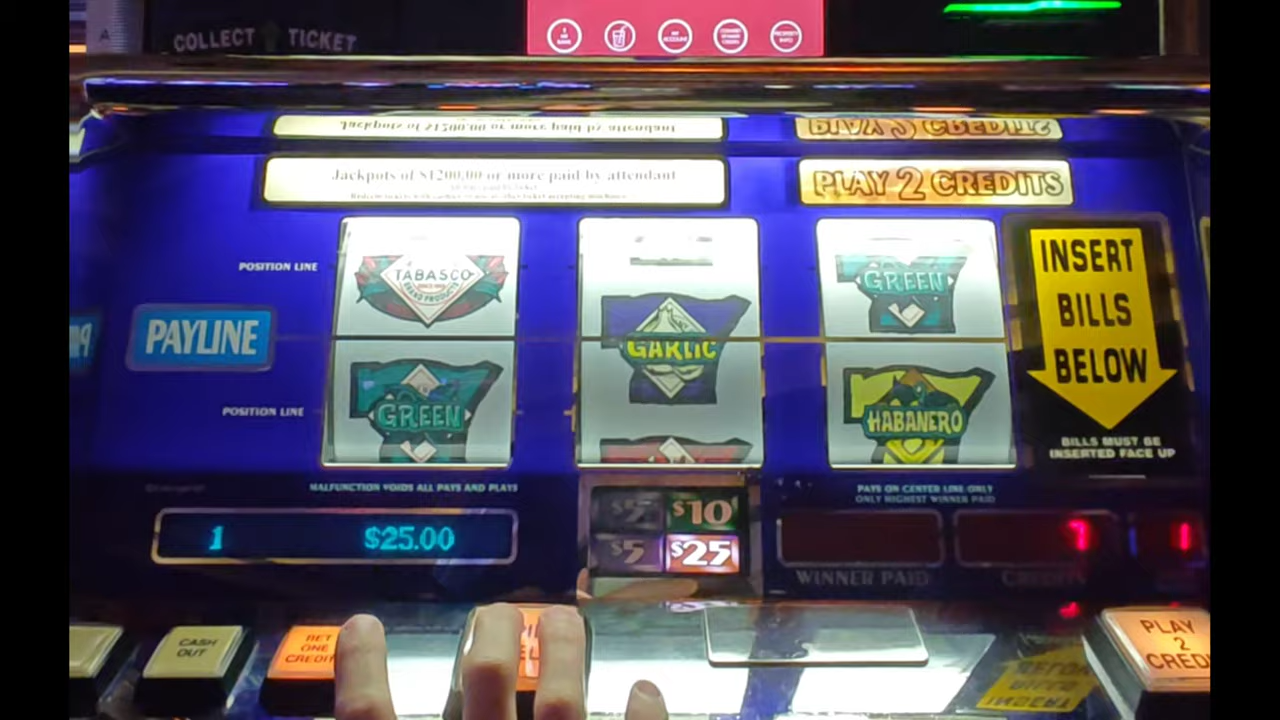 COLLECT TICKET
Jackpots of $1200.00 or more paid by attendant
PLAY 2 CREDITS
POSITION LINE
PAYLINE
POSITION LINE
TABASCO
BRAND PRODUCTS
GREEN
GARLIC
GREEN
HABANERO
INSERT
BILLS
BELOW
BILLS MUST BE
INSERTED FACE UP
MALFUNCTION VOIDS ALL PAYS AND PLAYS
PAYS ON CENTER LINE ONLY
ONLY HIGHEST WINNER PAID
1 $25.00
$10
$5 $25
1
1
WINNER PAID
CREDITS
CASH
OUT
BET
ONE
CREDIT
PLAY
2
CREDI